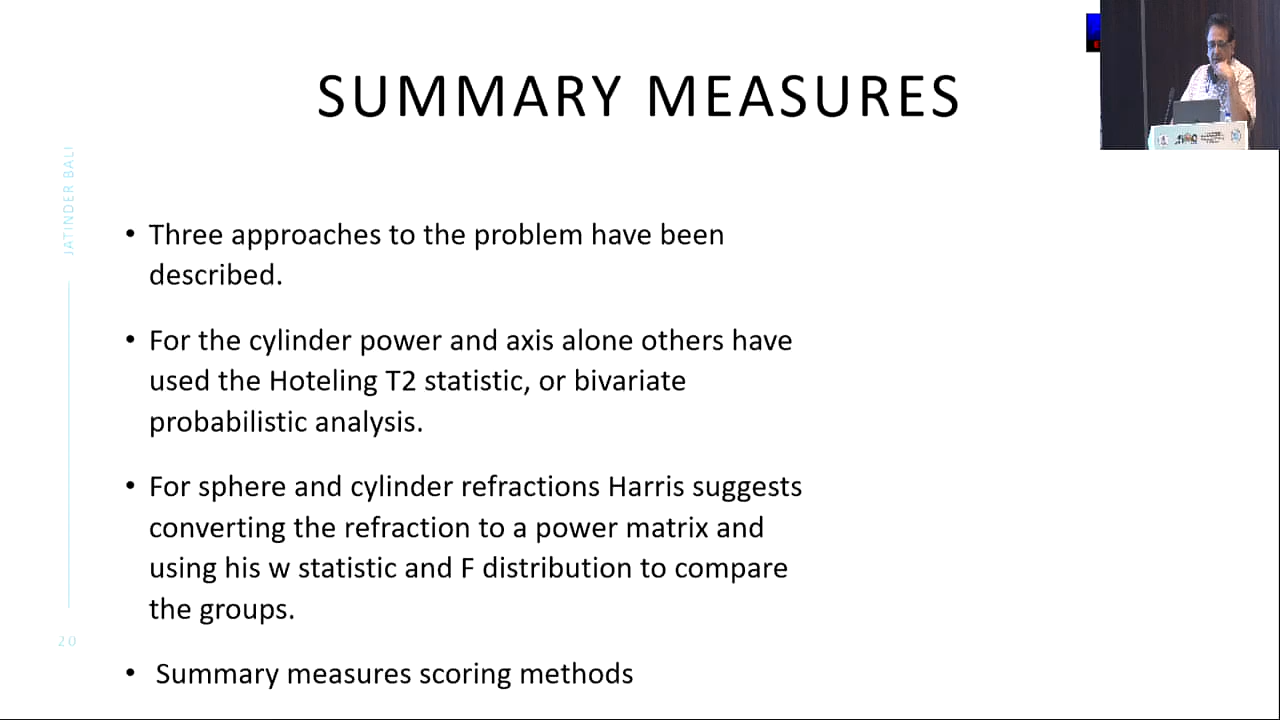 SUMMARY MEASURES
JATINDER BALI
• Three approaches to the problem have been
described.
• For the cylinder power and axis alone others have
used the Hoteling T2 statistic, or bivariate
probabilistic analysis.
• For sphere and cylinder refractions Harris suggests
converting the refraction to a power matrix and
using his w statistic and F distribution to compare
the groups.
20
• Summary measures scoring methods